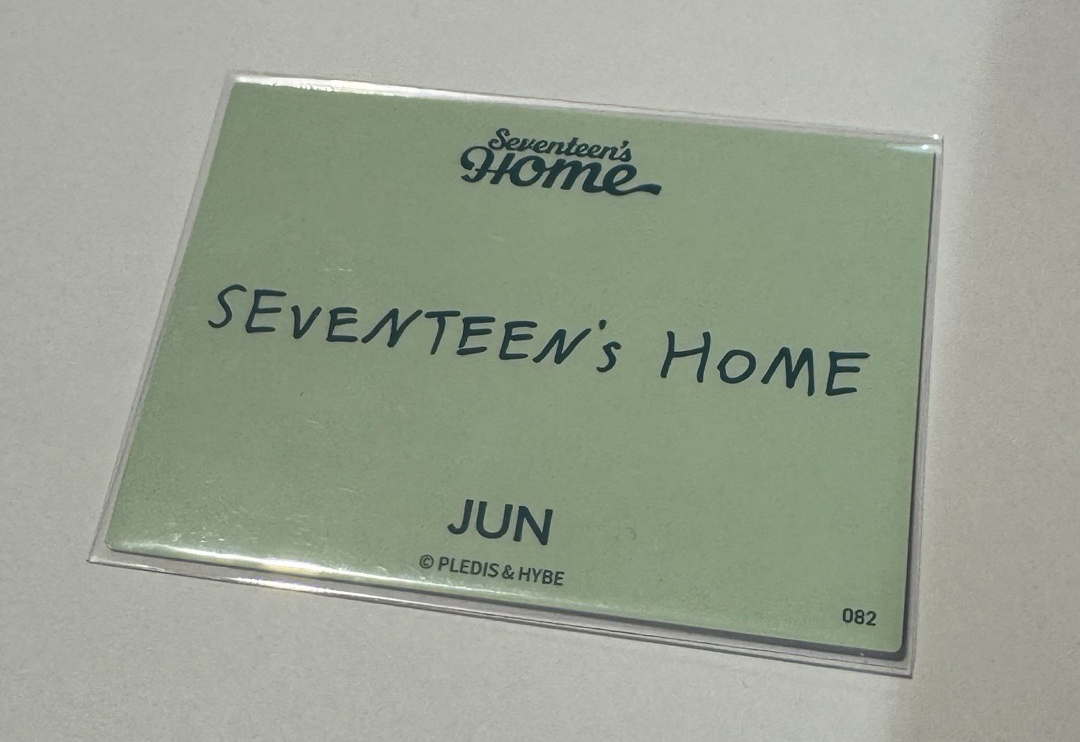 Seventeen's
Home
SEVENTEEN's HOME
JUN
© PLEDIS & HYBE
082